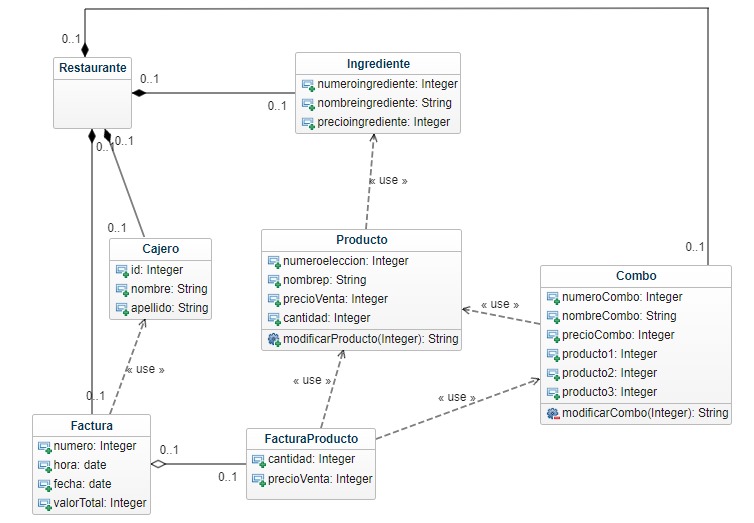 0..1
Restaurante
0..1
0..1
Ingrediente
numeroingrediente: Integer
nombreingrediente: String
precioingrediente: Integer
0..1
0..1
« use »
0..1
Cajero
id: Integer
nombre: String
apellido: String
Producto
numeroeleccion: Integer
nombrep: String
precioVenta: Integer
cantidad: Integer
modificarProducto(Integer): String
0..1
Combo
numeroCombo: Integer
nombreCombo: String
precioCombo: Integer
producto1: Integer
producto2: Integer
producto3: Integer
modificarCombo(Integer): String
« use »
« use »
« use »
« use »
0..1
Factura
numero: Integer
hora: date
fecha: date
valorTotal: Integer
0..1
0..1
FacturaProducto
cantidad: Integer
precioVenta: Integer